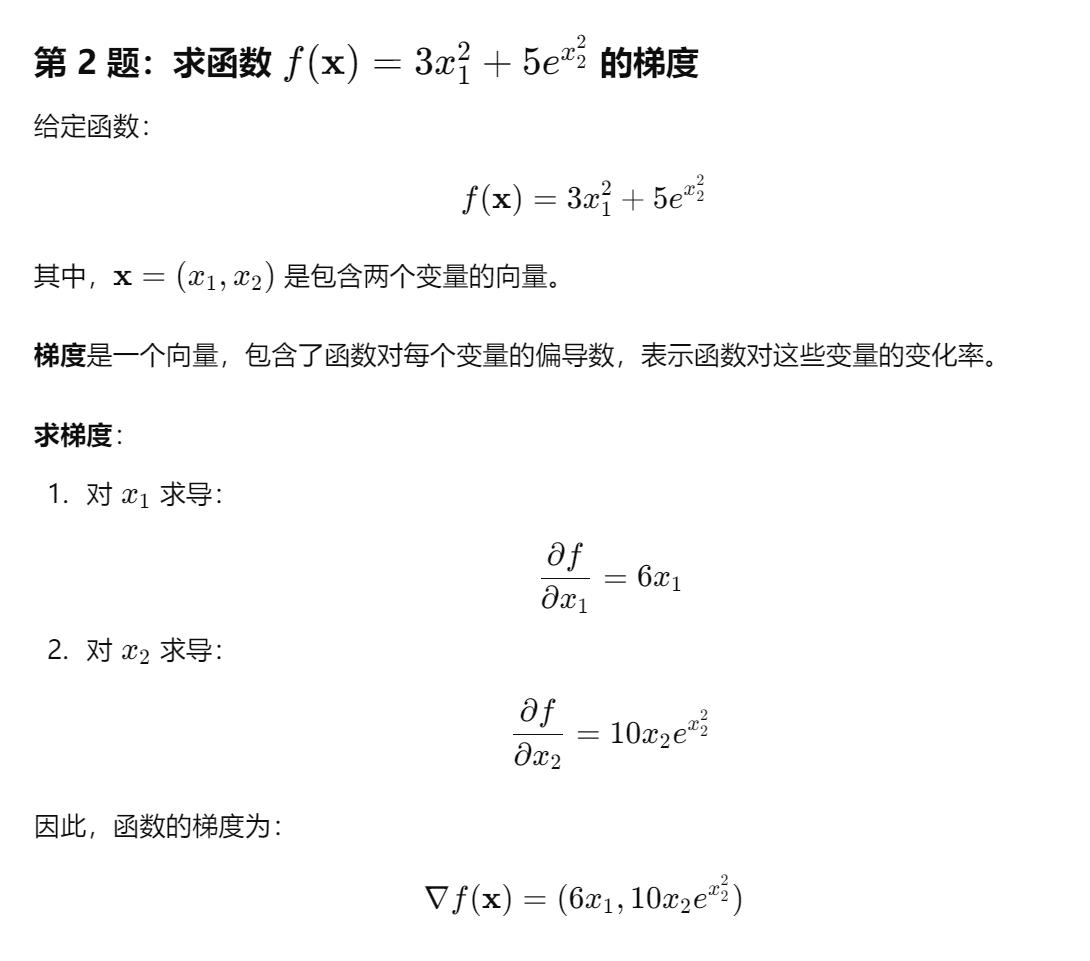 第 2 题：求函数 $f(\mathbf{x}) = 3x_1^2 + 5e^{x_2^2}$ 的梯度
给定函数：
$f(\mathbf{x}) = 3x_1^2 + 5e^{x_2^2}$
其中，$\mathbf{x} = (x_1, x_2)$ 是包含两个变量的向量。
梯度是一个向量，包含了函数对每个变量的偏导数，表示函数对这些变量的变化率。
求梯度：
1. 对 $x_1$ 求导：
$\frac{\partial f}{\partial x_1} = 6x_1$
2. 对 $x_2$ 求导：
$\frac{\partial f}{\partial x_2} = 10x_2e^{x_2^2}$
因此，函数的梯度为：
$\nabla f(\mathbf{x}) = (6x_1, 10x_2e^{x_2^2})$